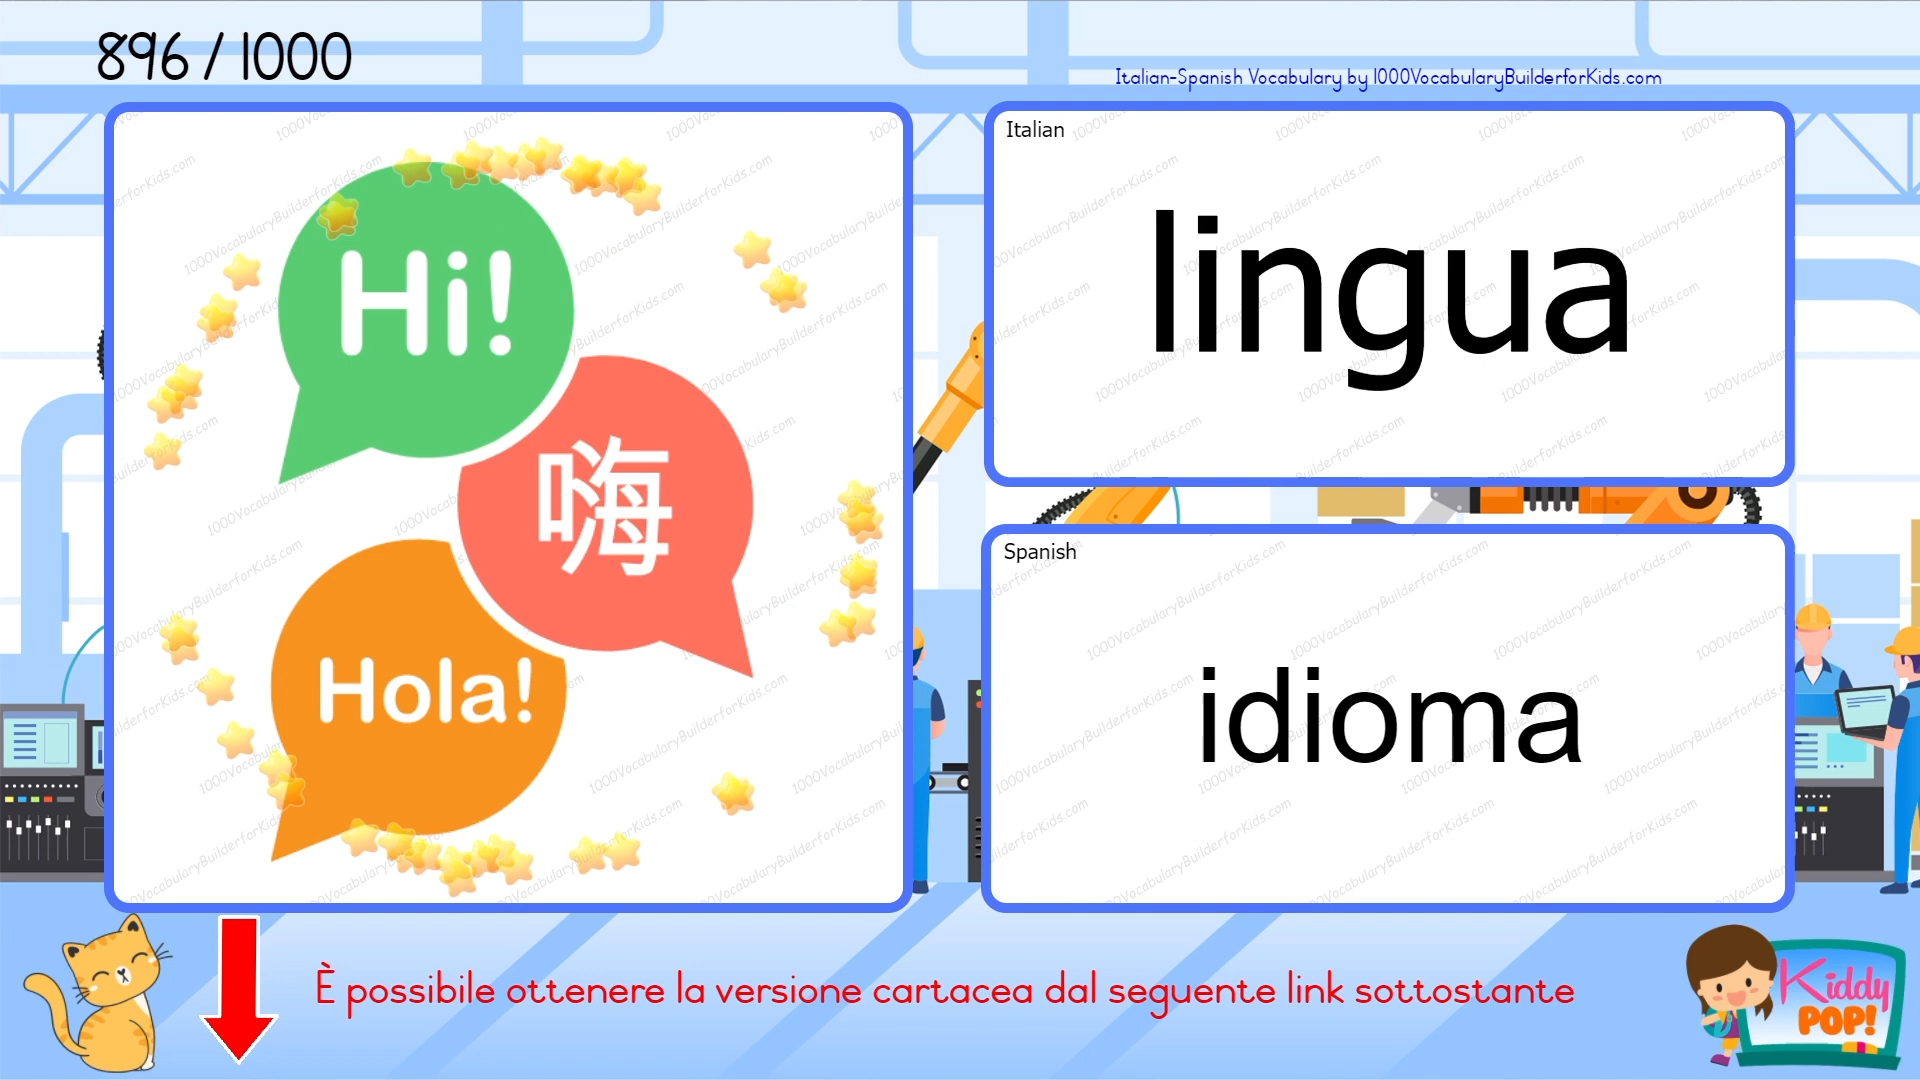 896 / 1000
Italian-Spanish Vocabulary by 1000VocabularyBuilderforKids.com
Hi!
嗨
Hola!
Italian
lingua
Spanish
idioma
È possibile ottenere la versione cartacea dal seguente link sottostante
Kiddy
POP!